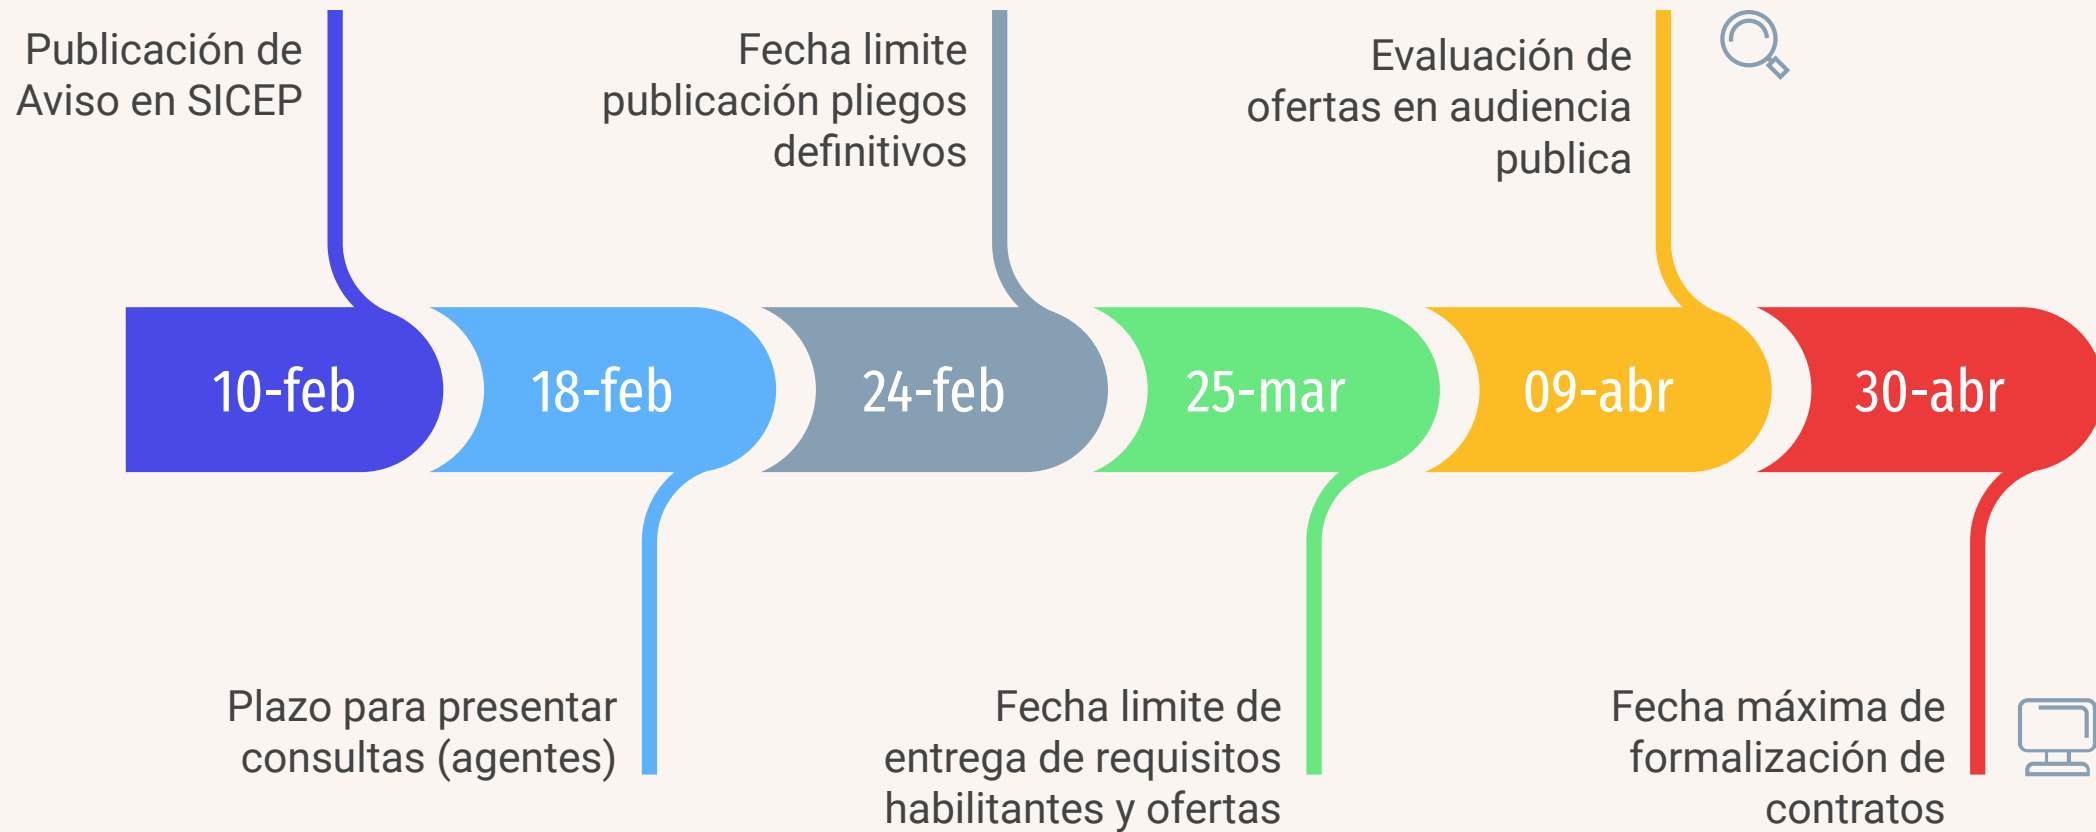 Publicación de
Aviso en SICEP
Fecha limite
publicación pliegos
definitivos
Evaluación de
ofertas en audiencia
publica
10-feb
18-feb
24-feb
25-mar
09-abr
30-abr
Plazo para presentar
consultas (agentes)
Fecha limite de
entrega de requisitos
habilitantes y ofertas
Fecha máxima de
formalización de
contratos